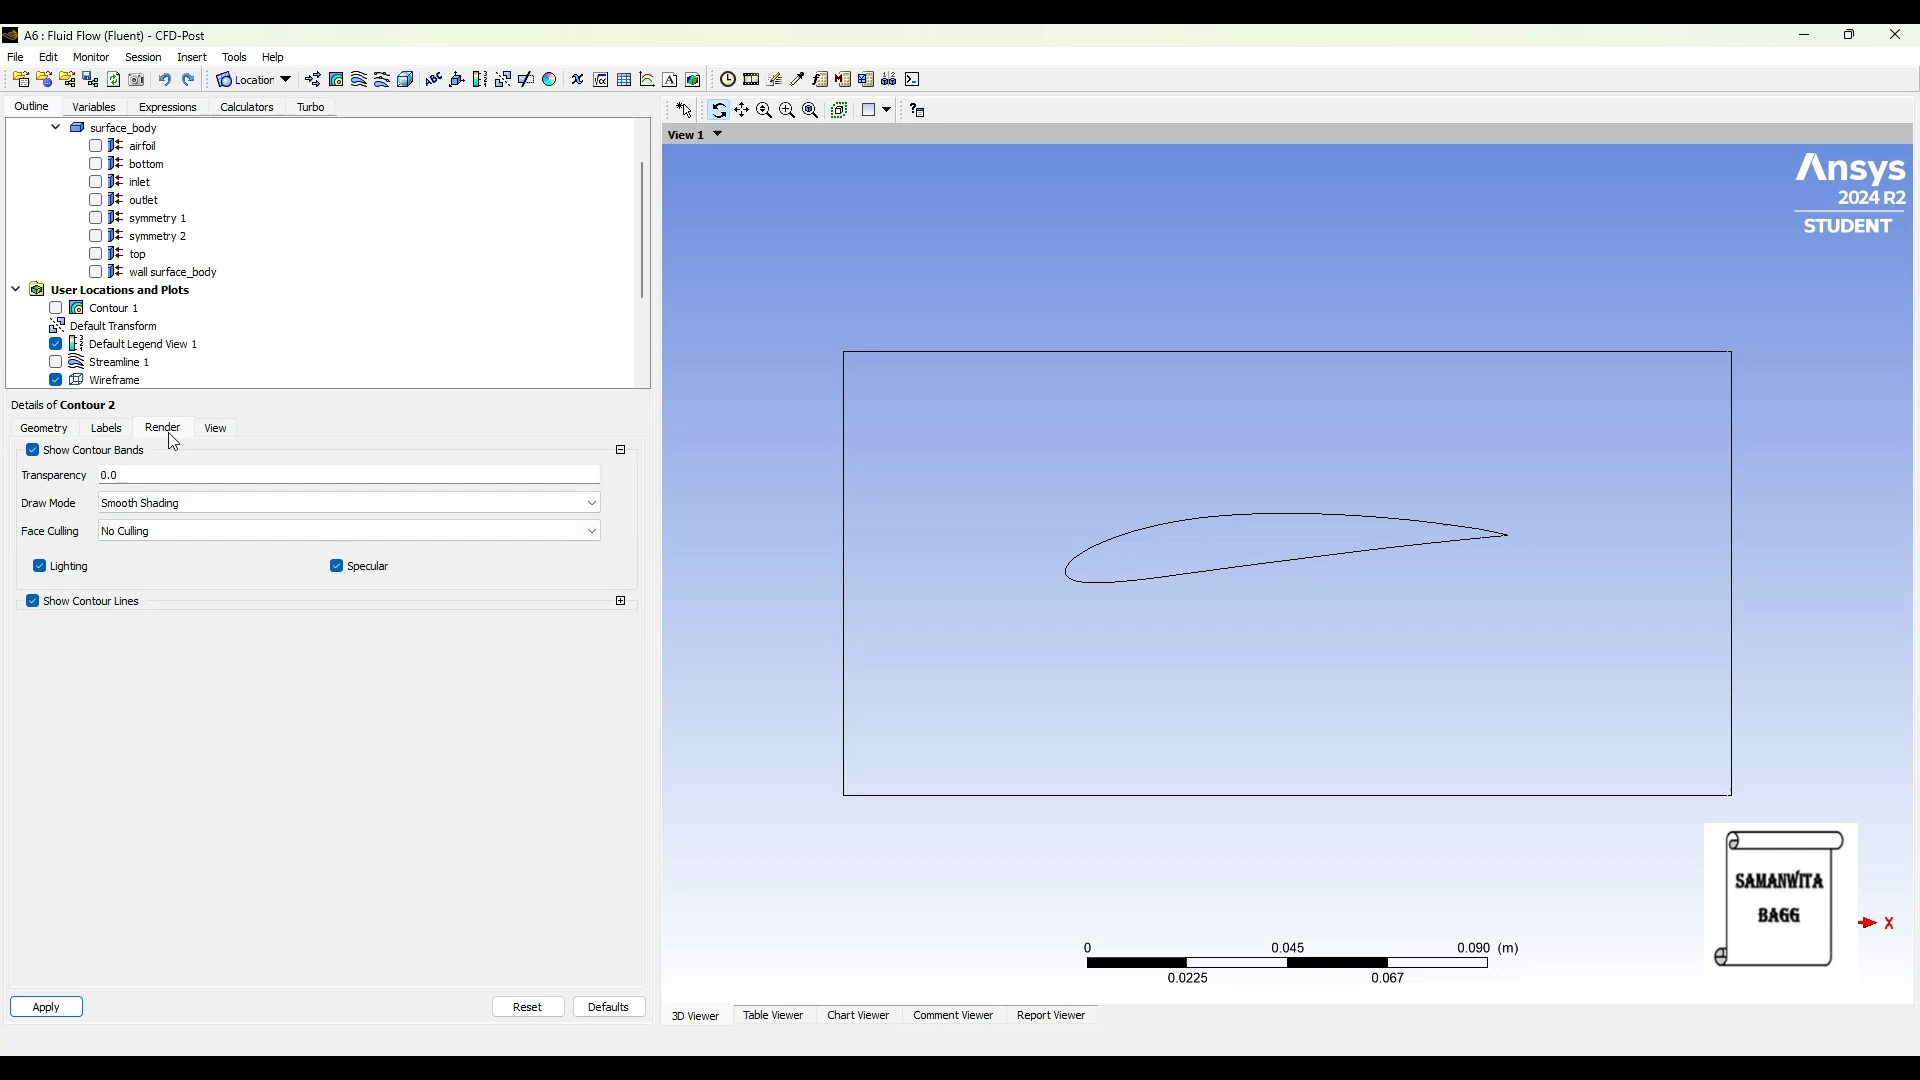 A6 : Fluid Flow (Fluent) - CFD-Post
File Edit Monitor Session Insert Tools Help
Location
Outline Variables Expressions Calculators Turbo
surface_body
airfoil
bottom
inlet
outlet
symmetry 1
symmetry 2
top
wall surface_body
User Locations and Plots
Contour 1
Default Transform
Default Legend View 1
Streamline 1
Wireframe
Details of Contour 2
Geometry Labels Render View
Show Contour Bands
Transparency 0.0
Draw Mode Smooth Shading
Face Culling No Culling
Lighting Specular
Show Contour Lines
Apply Reset Defaults
View 1
Ansys
2024 R2
STUDENT
SAMANWITA
BAGG
X
0 0.045 0.090 (m)
0.0225 0.067
3D Viewer Table Viewer Chart Viewer Comment Viewer Report Viewer